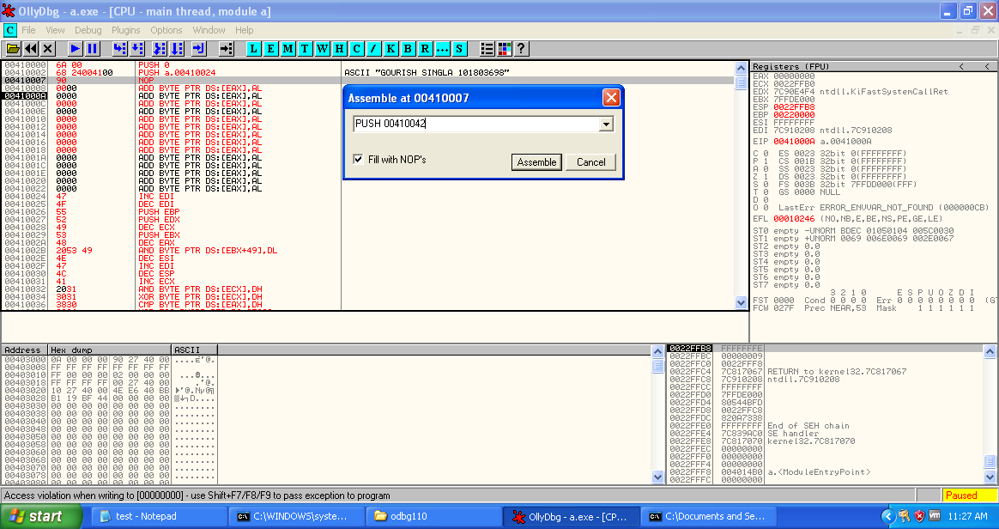 OllyDbg - a.exe - [CPU - main thread, module a]
C File View Debug Plugins Options Window Help
L E M T W H C / K B R ... S ?
00410000 6A 00 PUSH 0
00410002 68 24004100 PUSH a.00410024 ASCII "GOURISH SINGLA 101803698"
00410007 90 NOP
00410008 0000 ADD BYTE PTR DS:[EAX],AL
0041000A 0000 ADD BYTE PTR DS:[EAX],AL
0041000C 0000 ADD BYTE PTR DS:[EAX],AL
0041000E 0000 ADD BYTE PTR DS:[EAX],AL
00410010 0000 ADD BYTE PTR DS:[EAX],AL
00410012 0000 ADD BYTE PTR DS:[EAX],AL
00410014 0000 ADD BYTE PTR DS:[EAX],AL
00410016 0000 ADD BYTE PTR DS:[EAX],AL
00410018 0000 ADD BYTE PTR DS:[EAX],AL
0041001A 0000 ADD BYTE PTR DS:[EAX],AL
0041001C 0000 ADD BYTE PTR DS:[EAX],AL
0041001E 0000 ADD BYTE PTR DS:[EAX],AL
00410020 0000 ADD BYTE PTR DS:[EAX],AL
00410022 0000 ADD BYTE PTR DS:[EAX],AL
00410024 47 INC EDI
00410025 4F DEC EDI
00410026 55 PUSH EBP
00410027 52 PUSH EDX
00410028 49 DEC ECX
00410029 53 PUSH EBX
0041002A 48 DEC EAX
0041002B 2053 49 AND BYTE PTR DS:[EBX+49],DL
0041002E 4E DEC ESI
0041002F 47 INC EDI
00410030 4C DEC ESP
00410031 41 INC ECX
00410032 2031 AND BYTE PTR DS:[ECX],DH
00410034 3031 XOR BYTE PTR DS:[ECX],DH
00410036 3830 CMP BYTE PTR DS:[EAX],DH
Assemble at 00410007
PUSH 00410042
Fill with NOP's
Assemble Cancel
Registers (FPU) < <
EAX 00000000
ECX 0022FFB0
EDX 7C90E4F4 ntdll.KiFastSystemCallRet
EBX 7FFDE000
ESP 0022FFB8
EBP 00220000
ESI FFFFFFFF
EDI 7C910208 ntdll.7C910208
EIP 0041000A a.0041000A
C 0 ES 0023 32bit 0(FFFFFFFF)
P 1 CS 001B 32bit 0(FFFFFFFF)
A 0 SS 0023 32bit 0(FFFFFFFF)
Z 1 DS 0023 32bit 0(FFFFFFFF)
S 0 FS 003B 32bit 7FFDD000(FFF)
T 0 GS 0000 NULL
D 0
O 0 LastErr ERROR_ENVVAR_NOT_FOUND (000000CB)
EFL 00010246 (NO,NB,E,BE,NS,PE,GE,LE)
ST0 empty -UNORM BDEC 01050104 005C0030
ST1 empty +UNORM 0069 006E0069 002E0067
ST2 empty 0.0
ST3 empty 0.0
ST4 empty 0.0
ST5 empty 0.0
ST6 empty 0.0
ST7 empty 0.0
3 2 1 0 E S P U O Z D I
FST 0000 Cond 0 0 0 0 Err 0 0 0 0 0 0 0 0 (GT
FCW 027F Prec NEAR,53 Mask 1 1 1 1 1 1
Address Hex dump ASCII
00403000 0A 00 00 00 90 27 40 00
00403008 FF FF FF FF FF FF FF FF
00403010 FF 00 00 00 02 00 00 00
00403018 FF FF FF FF 00 27 40 00
00403020 10 27 40 00 4E E6 40 BB
00403028 B1 19 BF 44 00 00 00 00
00403030 00 00 00 00 00 00 00 00 ........
00403038 00 00 00 00 00 00 00 00 ........
00403040 00 00 00 00 00 00 00 00 ........
00403048 00 00 00 00 00 00 00 00 ........
00403050 00 00 00 00 00 00 00 00 ........
00403058 00 00 00 00 00 00 00 00 ........
00403060 00 00 00 00 00 00 00 00 ........
00403068 00 00 00 00 00 00 00 00 ........
00403070 00 00 00 00 00 00 00 00 ........
00403078 00 00 00 00 00 00 00 00 ........
0022FFB8 FFFFFFFE
0022FFBC 00000009
0022FFC0 0022FFF8
0022FFC4 7C817067 RETURN to kernel32.7C817067
0022FFC8 7C910208 ntdll.7C910208
0022FFCC FFFFFFFF
0022FFD0 7FFDE000
0022FFD4 80544BFD
0022FFD8 0022FFC8
0022FFDC 820A7338
0022FFE0 FFFFFFFF End of SEH chain
0022FFE4 7C839AC0 SE handler
0022FFE8 7C817070 kernel32.7C817070
0022FFEC 00000000
0022FFF0 00000000
0022FFF4 00000000
0022FFF8 004014B0 a.<ModuleEntryPoint>
0022FFFC 00000000
Access violation when writing to [00000000] - use Shift+F7/F8/F9 to pass exception to program Paused
start test - Notepad C:\WINDOWS\syste... odbg110 OllyDbg - a.exe - [CP... C:\Documents and Se... 11:27 AM